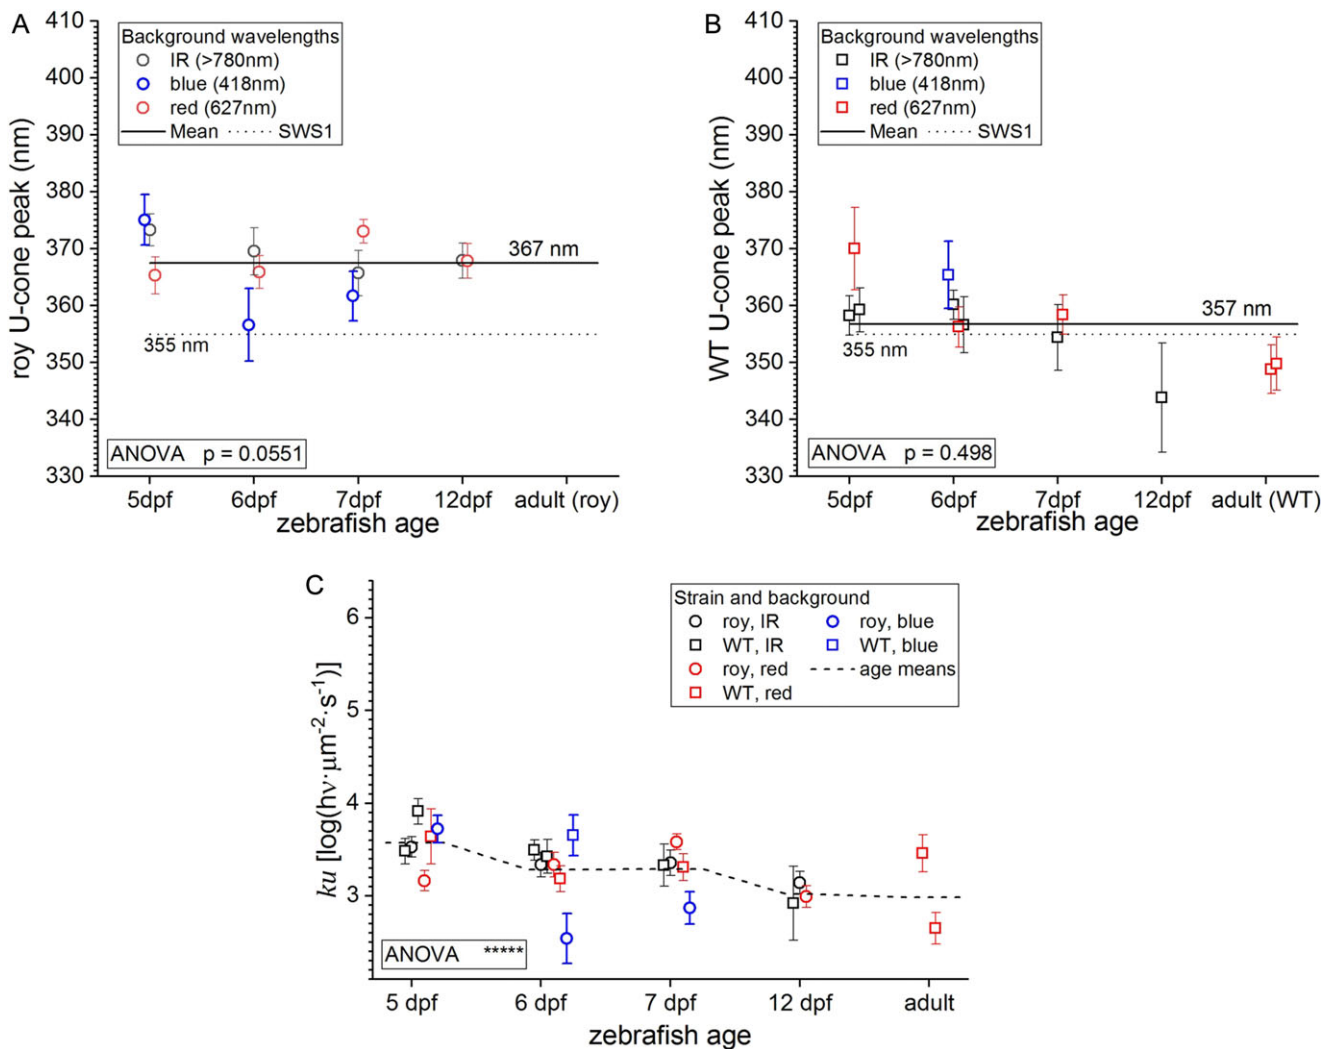 A
roy U-cone peak (nm)
410
400
390
380
370
360
350
340
330
Background wavelengths
IR (>780nm)
blue (418nm)
red (627nm)
Mean SWS1
367 nm
355 nm
ANOVA p = 0.0551
5dpf 6dpf 7dpf 12dpf adult (roy)
zebrafish age
B
WT U-cone peak (nm)
410
400
390
380
370
360
350
340
330
Background wavelengths
IR (>780nm)
blue (418nm)
red (627nm)
Mean SWS1
357 nm
355 nm
ANOVA p = 0.498
5dpf 6dpf 7dpf 12dpf adult (WT)
zebrafish age
C
ku [log(hν·μm⁻²·s⁻¹)]
6
5
4
3
Strain and background
roy, IR roy, blue
WT, IR WT, blue
roy, red age means
WT, red
ANOVA *****
5 dpf 6 dpf 7 dpf 12 dpf adult
zebrafish age